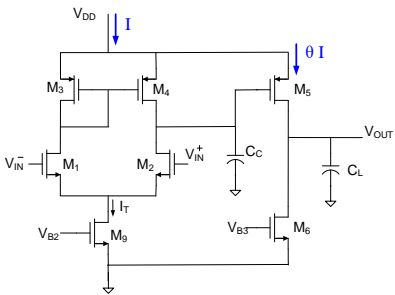 V_DD
I
θ I
M_3
M_4
M_5
V_OUT
V_IN^-
M_1
M_2
V_IN^+
C_C
C_L
I_T
V_B2
M_9
V_B3
M_6